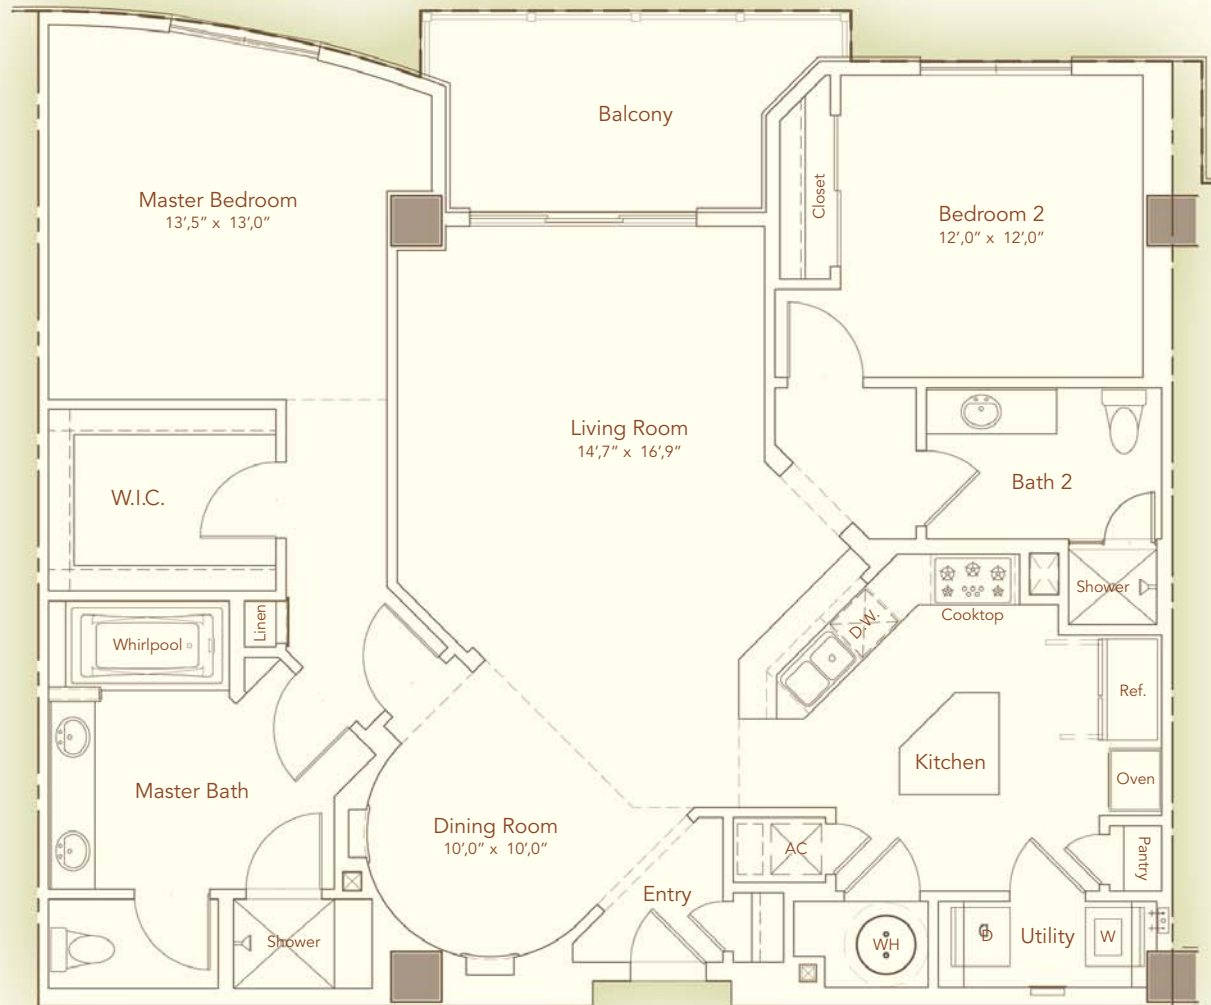 Balcony
Master Bedroom
13',5" x 13',0"
Closet
Bedroom 2
12',0" x 12',0"
Living Room
14',7" x 16',9"
W.I.C.
Bath 2
Shower
Cooktop
D.W.
Linen
Whirlpool
Ref.
Kitchen
Oven
Master Bath
Dining Room
10',0" x 10',0"
AC
Pantry
Entry
Shower
WH
D
Utility
W